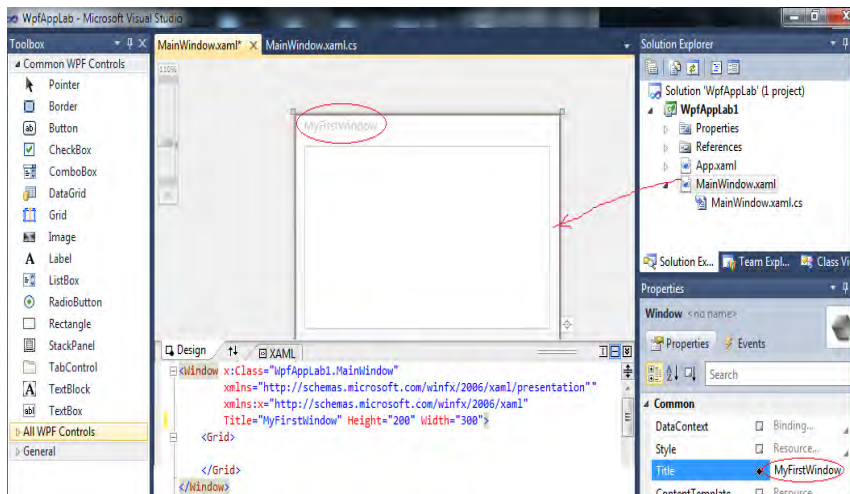 WpfAppLab - Microsoft Visual Studio
Toolbox
Common WPF Controls
Pointer
Border
Button
CheckBox
ComboBox
DataGrid
Grid
Image
Label
ListBox
RadioButton
Rectangle
StackPanel
TabControl
TextBlock
TextBox
All WPF Controls
General
MainWindow.xaml* MainWindow.xaml.cs
110%
MyFirstWindow
Design XAML
<Window x:Class="WpfAppLab1.MainWindow"
xmlns="http://schemas.microsoft.com/winfx/2006/xaml/presentation""
xmlns:x="http://schemas.microsoft.com/winfx/2006/xaml"
Title="MyFirstWindow" Height="200" Width="300">
<Grid>
</Grid>
</Window>
Solution Explorer
Solution 'WpfAppLab' (1 project)
WpfAppLab1
Properties
References
App.xaml
MainWindow.xaml
MainWindow.xaml.cs
Solution Ex... Team Expl... Class Vi
Properties
Window <no name>
Properties Events
Search
Common
DataContext Binding...
Style Resource...
Title MyFirstWindow
ContentTemplate Resource